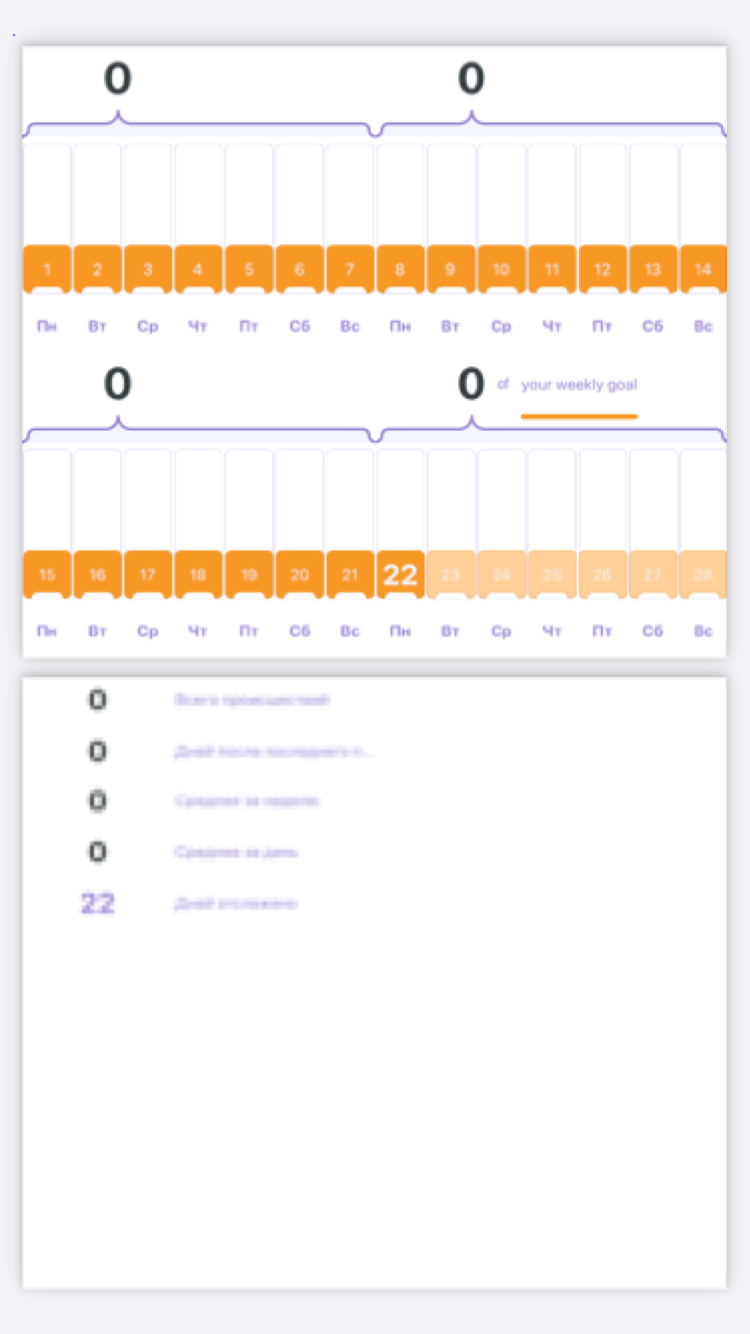 0 0
1 2 3 4 5 6 7 8 9 10 11 12 13 14
Пн Вт Ср Чт Пт Сб Вс Пн Вт Ср Чт Пт Сб Вс
0 0 of your weekly goal
15 16 17 18 19 20 21 22 23 24 25 26 27 28
Пн Вт Ср Чт Пт Сб Вс Пн Вт Ср Чт Пт Сб Вс
0 Всего происшествий
0 Дней после последнего п...
0 Среднее за неделю
0 Среднее за день
22 Дней отслежено